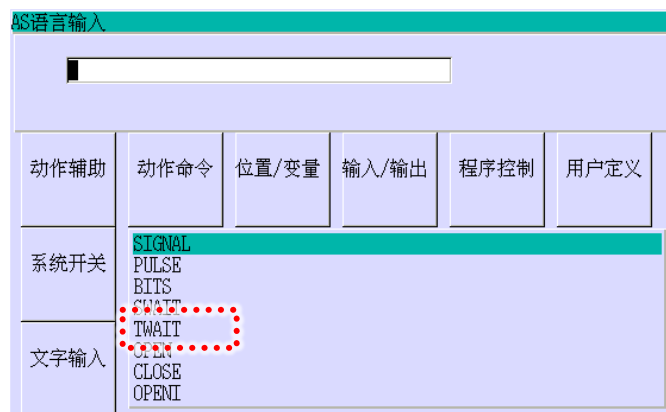 AS语言输入
动作辅助 动作命令 位置/变量 输入/输出 程序控制 用户定义
系统开关
文字输入
SIGNAL
PULSE
BITS
SWAIT
TWAIT
OPEN
CLOSE
OPENI